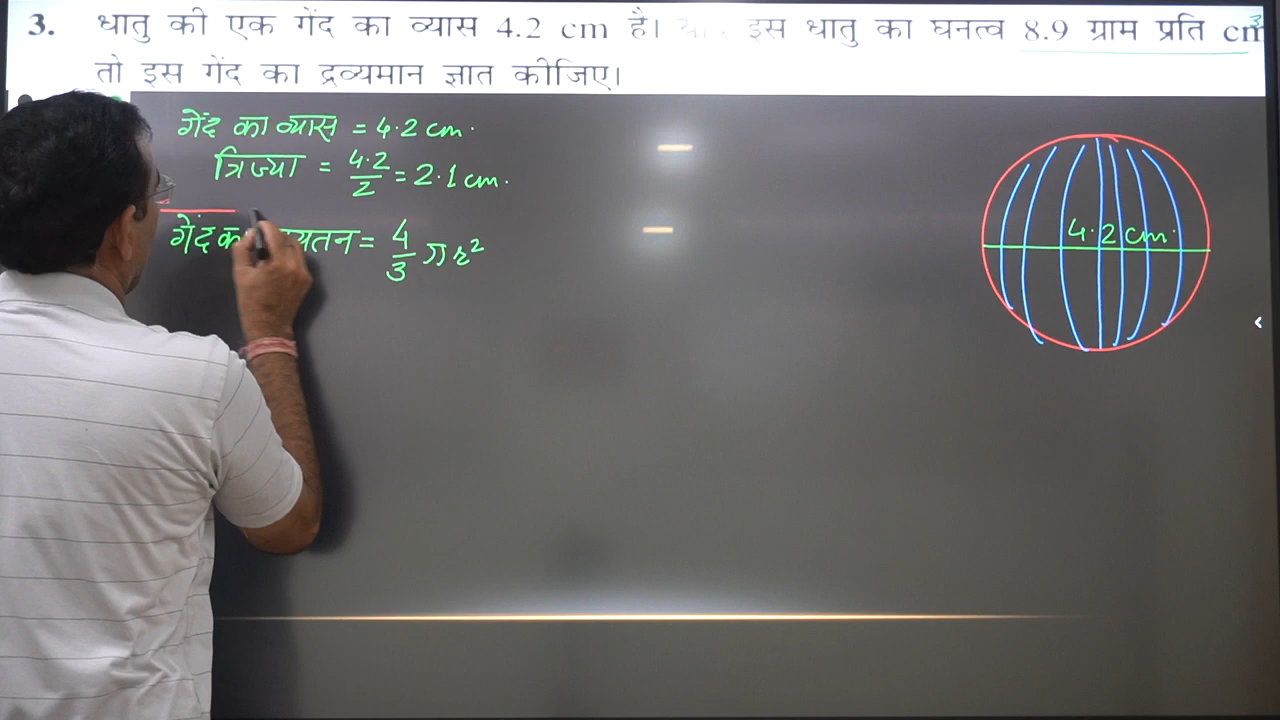 3. धातु की एक गेंद का व्यास 4.2 cm है। इस धातु का घनत्व 8.9 ग्राम प्रति cm³
तो इस गेंद का द्रव्यमान ज्ञात कीजिए।
गेंद का व्यास = 4.2 cm.
त्रिज्या = 4.2/2 = 2.1 cm.
गेंद का = 4/3 πr²
4.2 cm.